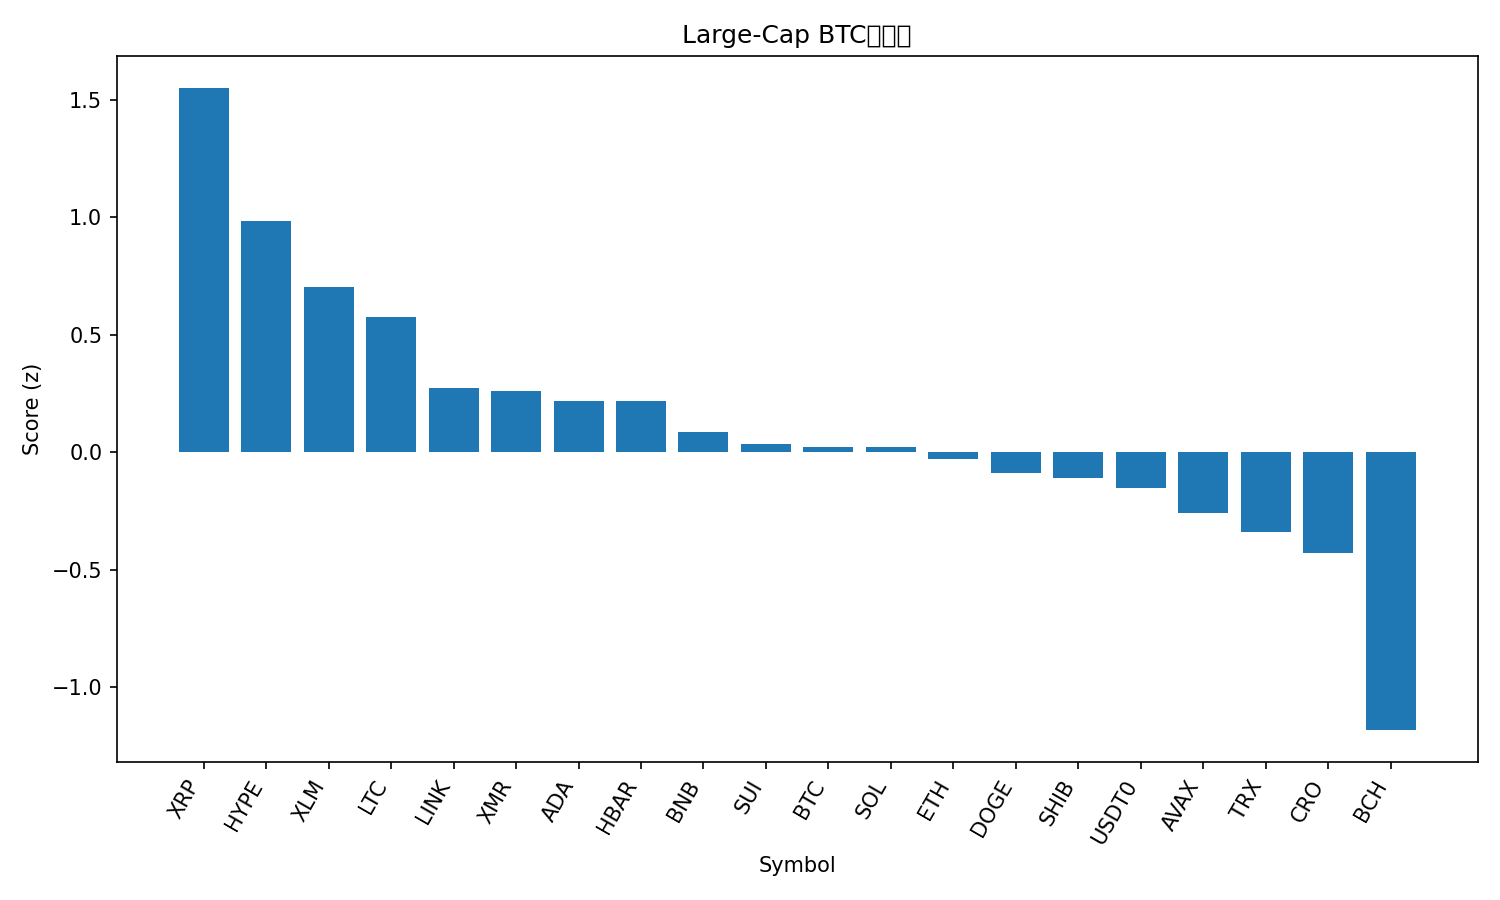 Large-Cap BTC
1.5
1.0
0.5
0.0
−0.5
−1.0
Score (z)
XRP
HYPE
XLM
LTC
LINK
XMR
ADA
HBAR
BNB
SUI
BTC
SOL
ETH
DOGE
SHIB
USDT0
AVAX
TRX
CRO
BCH
Symbol